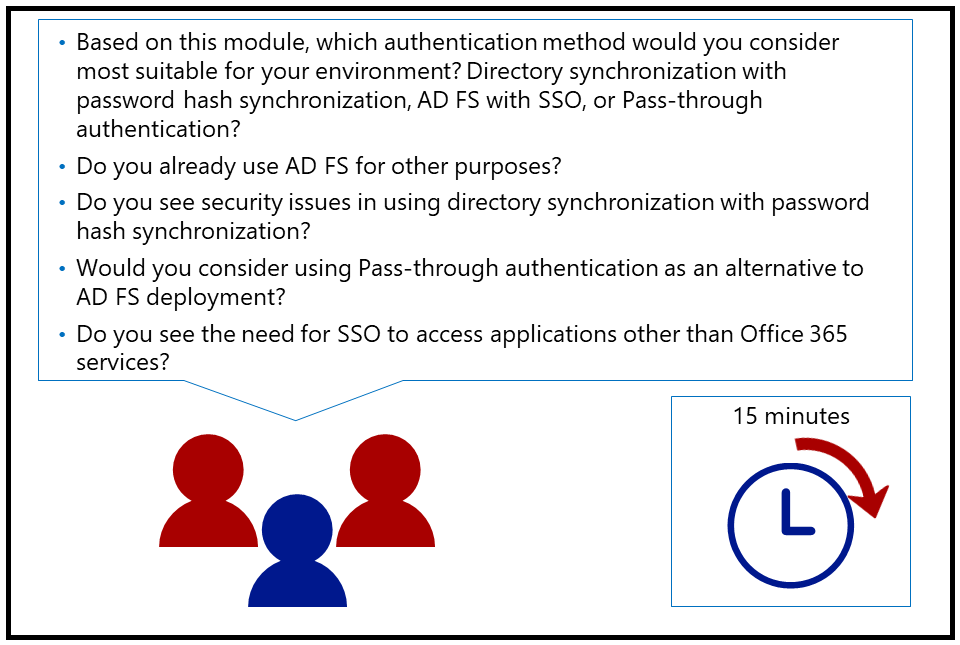 • Based on this module, which authentication method would you consider
most suitable for your environment? Directory synchronization with
password hash synchronization, AD FS with SSO, or Pass-through
authentication?
• Do you already use AD FS for other purposes?
• Do you see security issues in using directory synchronization with password
hash synchronization?
• Would you consider using Pass-through authentication as an alternative to
AD FS deployment?
• Do you see the need for SSO to access applications other than Office 365
services?
15 minutes